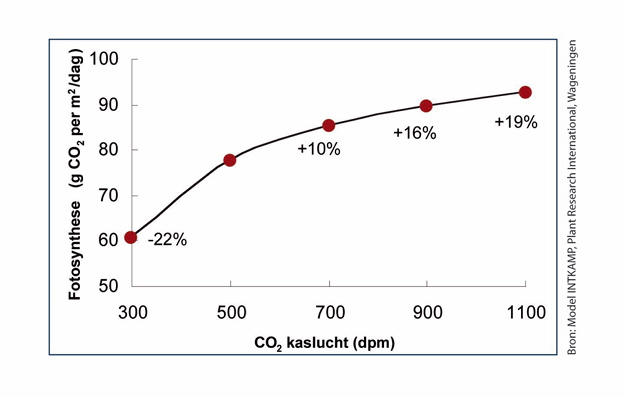 Fotosynthese (g CO₂ per m²/dag)
100
90
80
70
60
50
-22%
+10%
+16%
+19%
300 500 700 900 1100
CO₂ kaslucht (dpm)
Bron: Model INTKAMP, Plant Research International, Wageningen